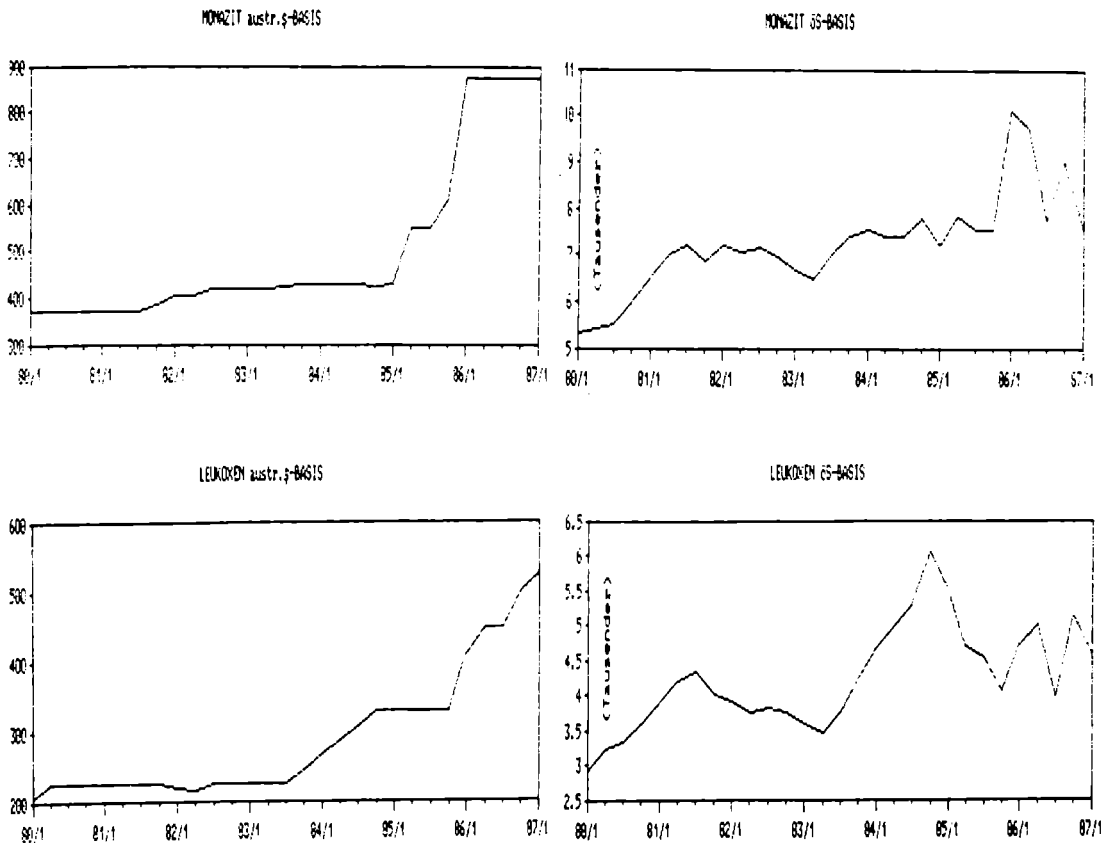 MONAZIT austr.$-BASIS
900
800
700
600
500
400
300
80/1 81/1 82/1 83/1 84/1 85/1 86/1 87/1
MONAZIT öS-BASIS
11
10
9
8
7
6
5
(Tausender)
80/1 81/1 82/1 83/1 84/1 85/1 86/1 87/1
LEUKOXEN austr.$-BASIS
600
500
400
300
200
80/1 81/1 82/1 83/1 84/1 85/1 86/1 87/1
LEUKOXEN öS-BASIS
6.5
6
5.5
5
4.5
4
3.5
3
2.5
(Tausender)
80/1 81/1 82/1 83/1 84/1 85/1 86/1 87/1